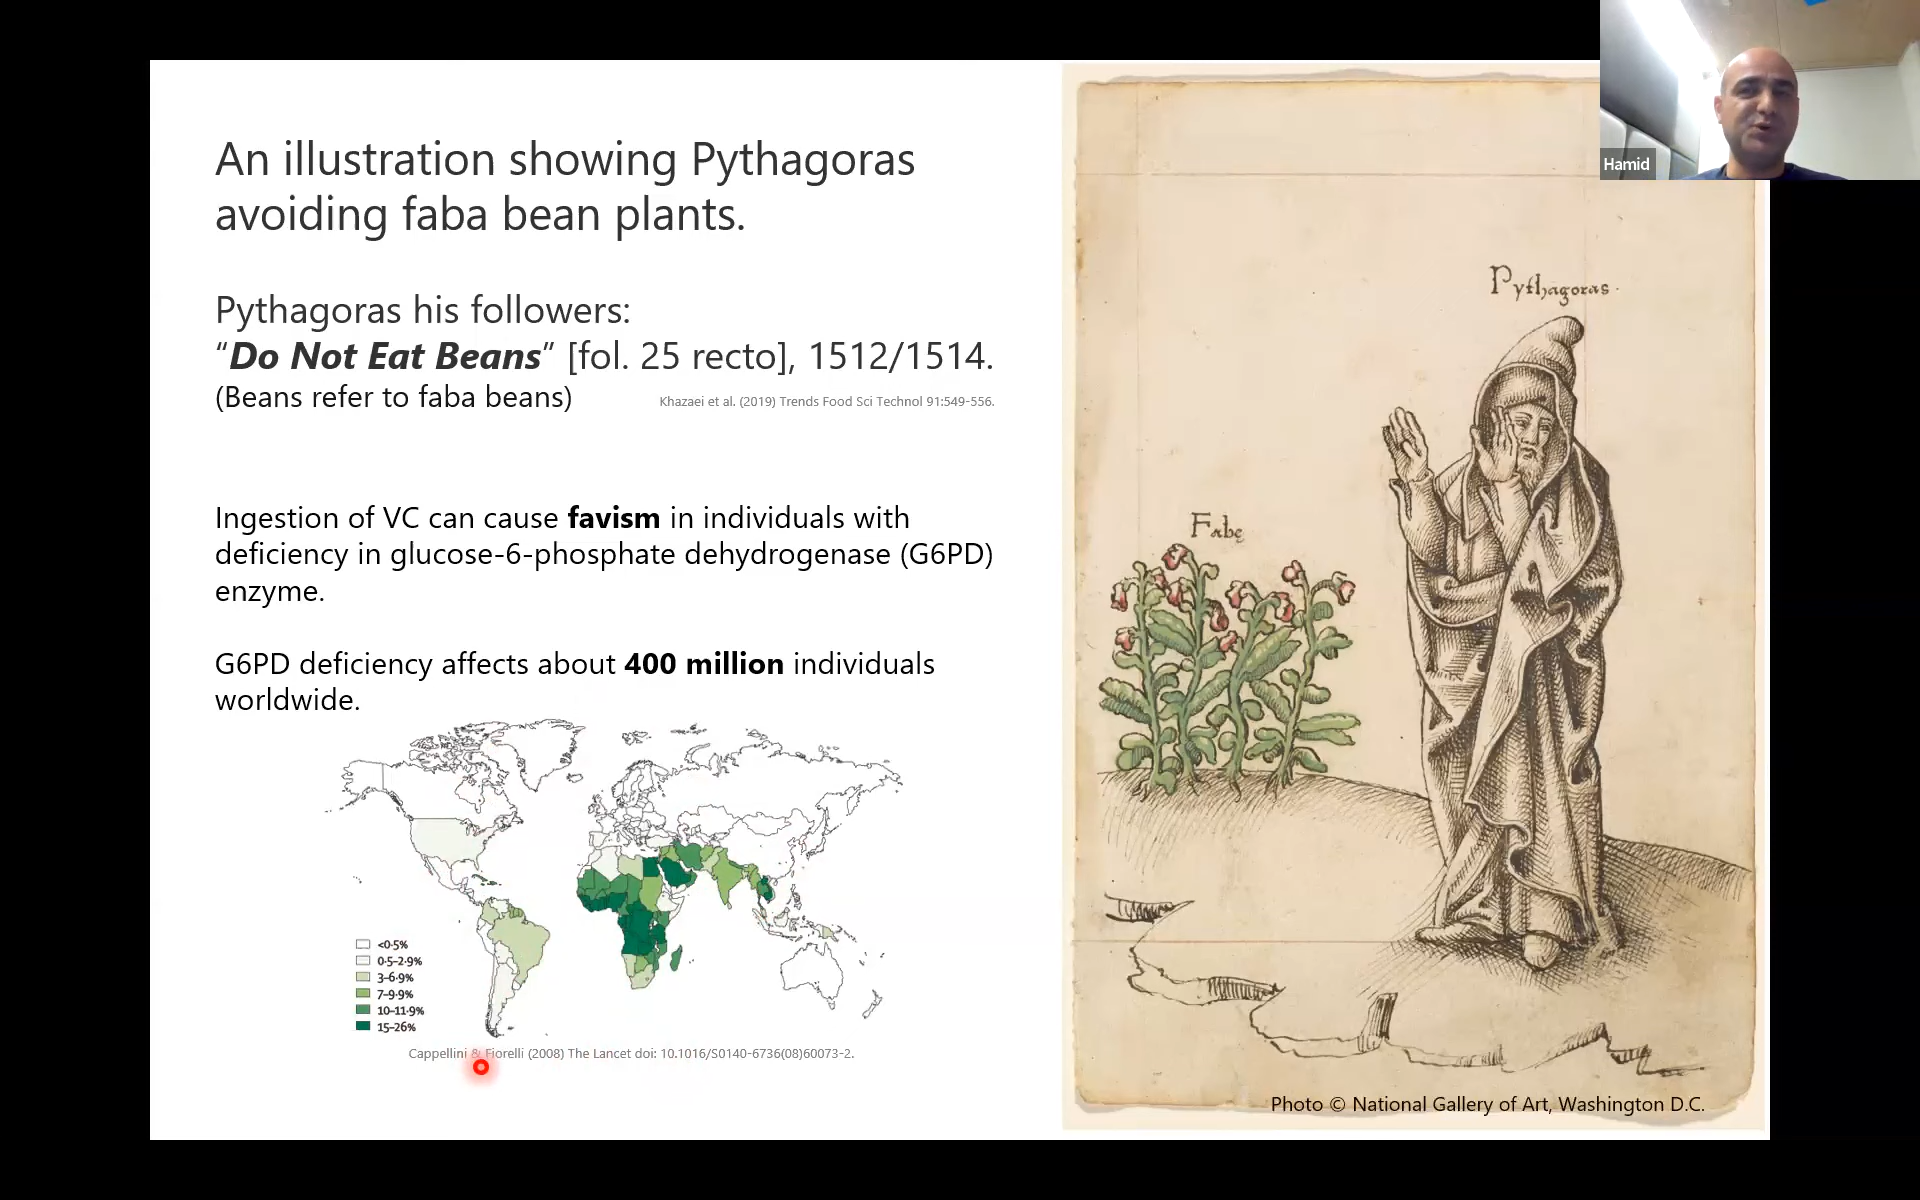 Hamid
An illustration showing Pythagoras
avoiding faba bean plants.
Pythagoras his followers:
“Do Not Eat Beans” [fol. 25 recto], 1512/1514.
(Beans refer to faba beans)
Khazaei et al. (2019) Trends Food Sci Technol 91:549-556.
Ingestion of VC can cause favism in individuals with
deficiency in glucose-6-phosphate dehydrogenase (G6PD)
enzyme.
G6PD deficiency affects about 400 million individuals
worldwide.
<0·5%
0·5–2·9%
3–6·9%
7–9·9%
10–11·9%
15–26%
Cappellini & Fiorelli (2008) The Lancet doi: 10.1016/S0140-6736(08)60073-2.
Pythagoras·
Fabę
Photo © National Gallery of Art, Washington D.C.